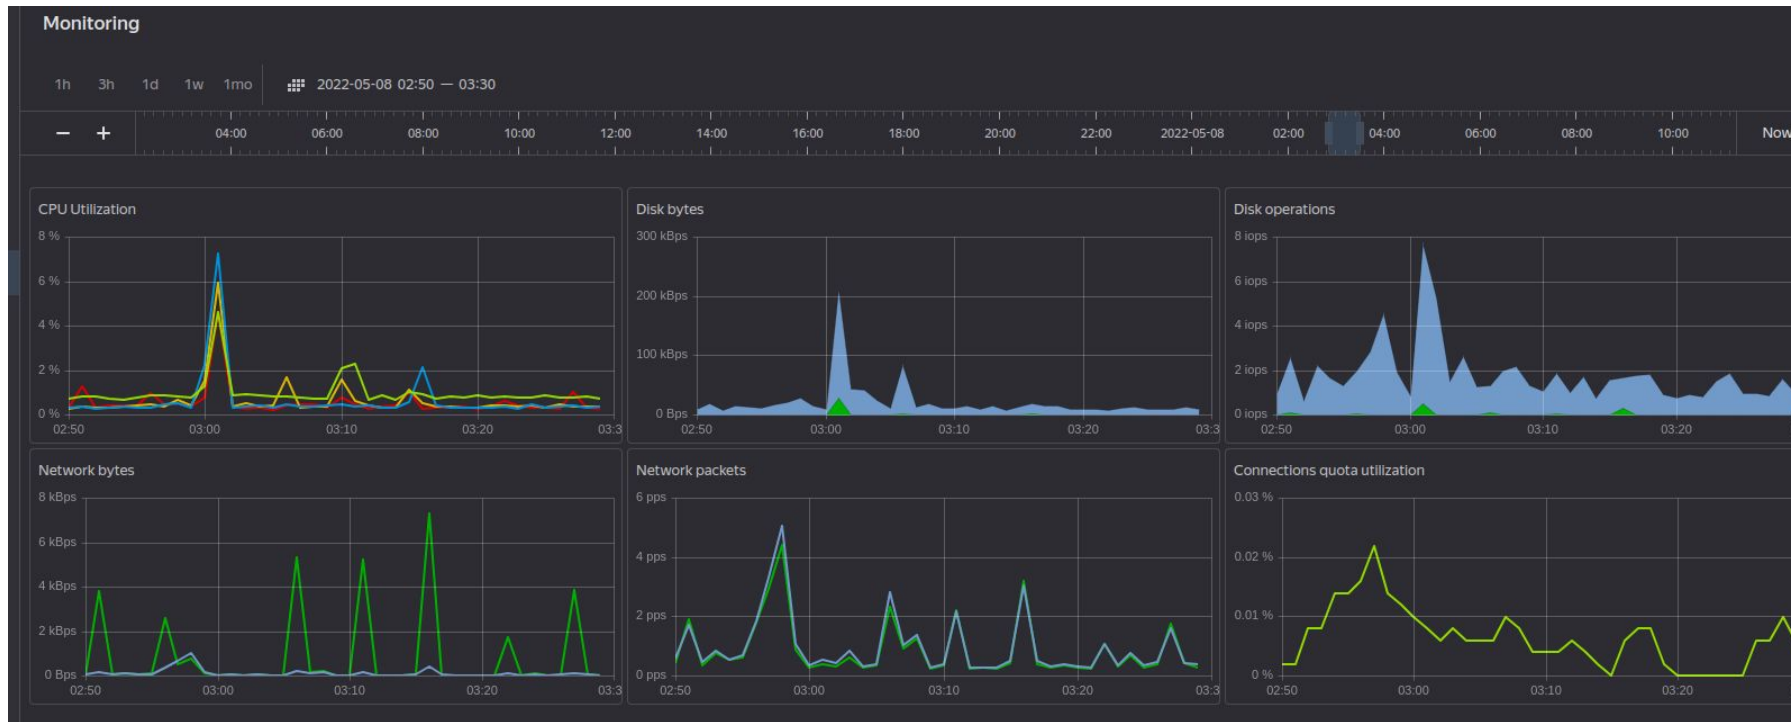 Monitoring
1h 3h 1d 1w 1mo 2022-05-08 02:50 — 03:30
− + 04:00 06:00 08:00 10:00 12:00 14:00 16:00 18:00 20:00 22:00 2022-05-08 02:00 04:00 06:00 08:00 10:00 Now
CPU Utilization
8 %
6 %
4 %
2 %
0 %
02:50 03:00 03:10 03:20 03:3
Disk bytes
300 kBps
200 kBps
100 kBps
0 Bps
02:50 03:00 03:10 03:20 03:3
Disk operations
8 iops
6 iops
4 iops
2 iops
0 iops
02:50 03:00 03:10 03:20
Network bytes
8 kBps
6 kBps
4 kBps
2 kBps
0 Bps
02:50 03:00 03:10 03:20 03:3
Network packets
6 pps
4 pps
2 pps
0 pps
02:50 03:00 03:10 03:20 03:3
Connections quota utilization
0.03 %
0.02 %
0.01 %
0 %
02:50 03:00 03:10 03:20